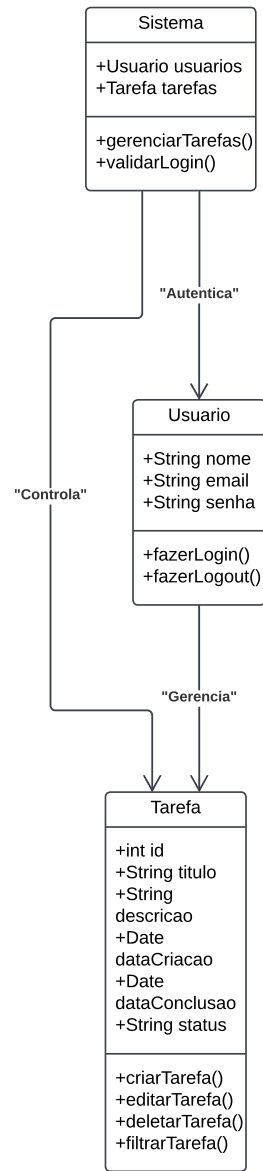 Sistema
+Usuario usuarios
+Tarefa tarefas
+gerenciarTarefas()
+validarLogin()
"Autentica"
Usuario
+String nome
+String email
+String senha
"Controla"
+fazerLogin()
+fazerLogout()
"Gerencia"
Tarefa
+int id
+String titulo
+String
descricao
+Date
dataCriacao
+Date
dataConclusao
+String status
+criarTarefa()
+editarTarefa()
+deletarTarefa()
+filtrarTarefa()